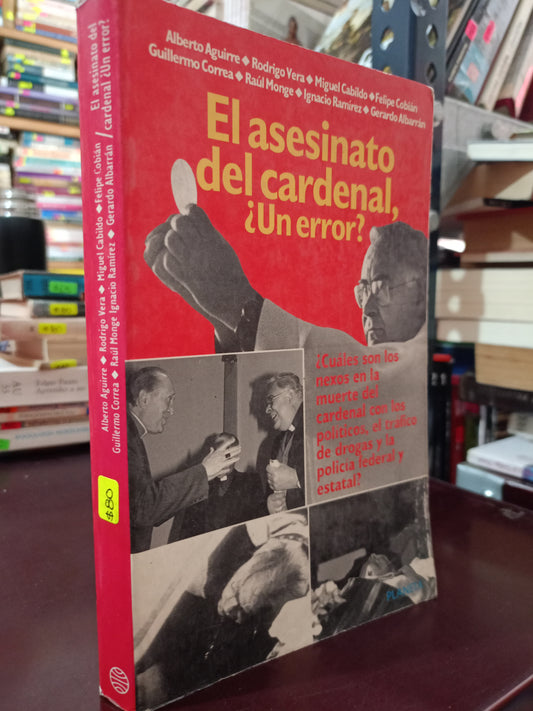 Alberto Aguirre ◆ Rodrigo Vera ◆ Miguel Cabildo ◆ Felipe Cobián
Guillermo Correa ◆ Raúl Monge ◆ Ignacio Ramírez ◆ Gerardo Albarrán
El asesinato
del cardenal,
¿Un error?
¿Cuáles son los
nexos en la
muerte del
cardenal con los
políticos, el tráfico
de drogas y la
policía federal y
estatal?
El asesinato del
cardenal ¿Un error?
Alberto Aguirre ◆ Rodrigo Vera ◆ Miguel Cabildo ◆ Felipe Cobián
Guillermo Correa ◆ Raúl Monge Ignacio Ramírez ◆ Gerardo Albarrán
$80